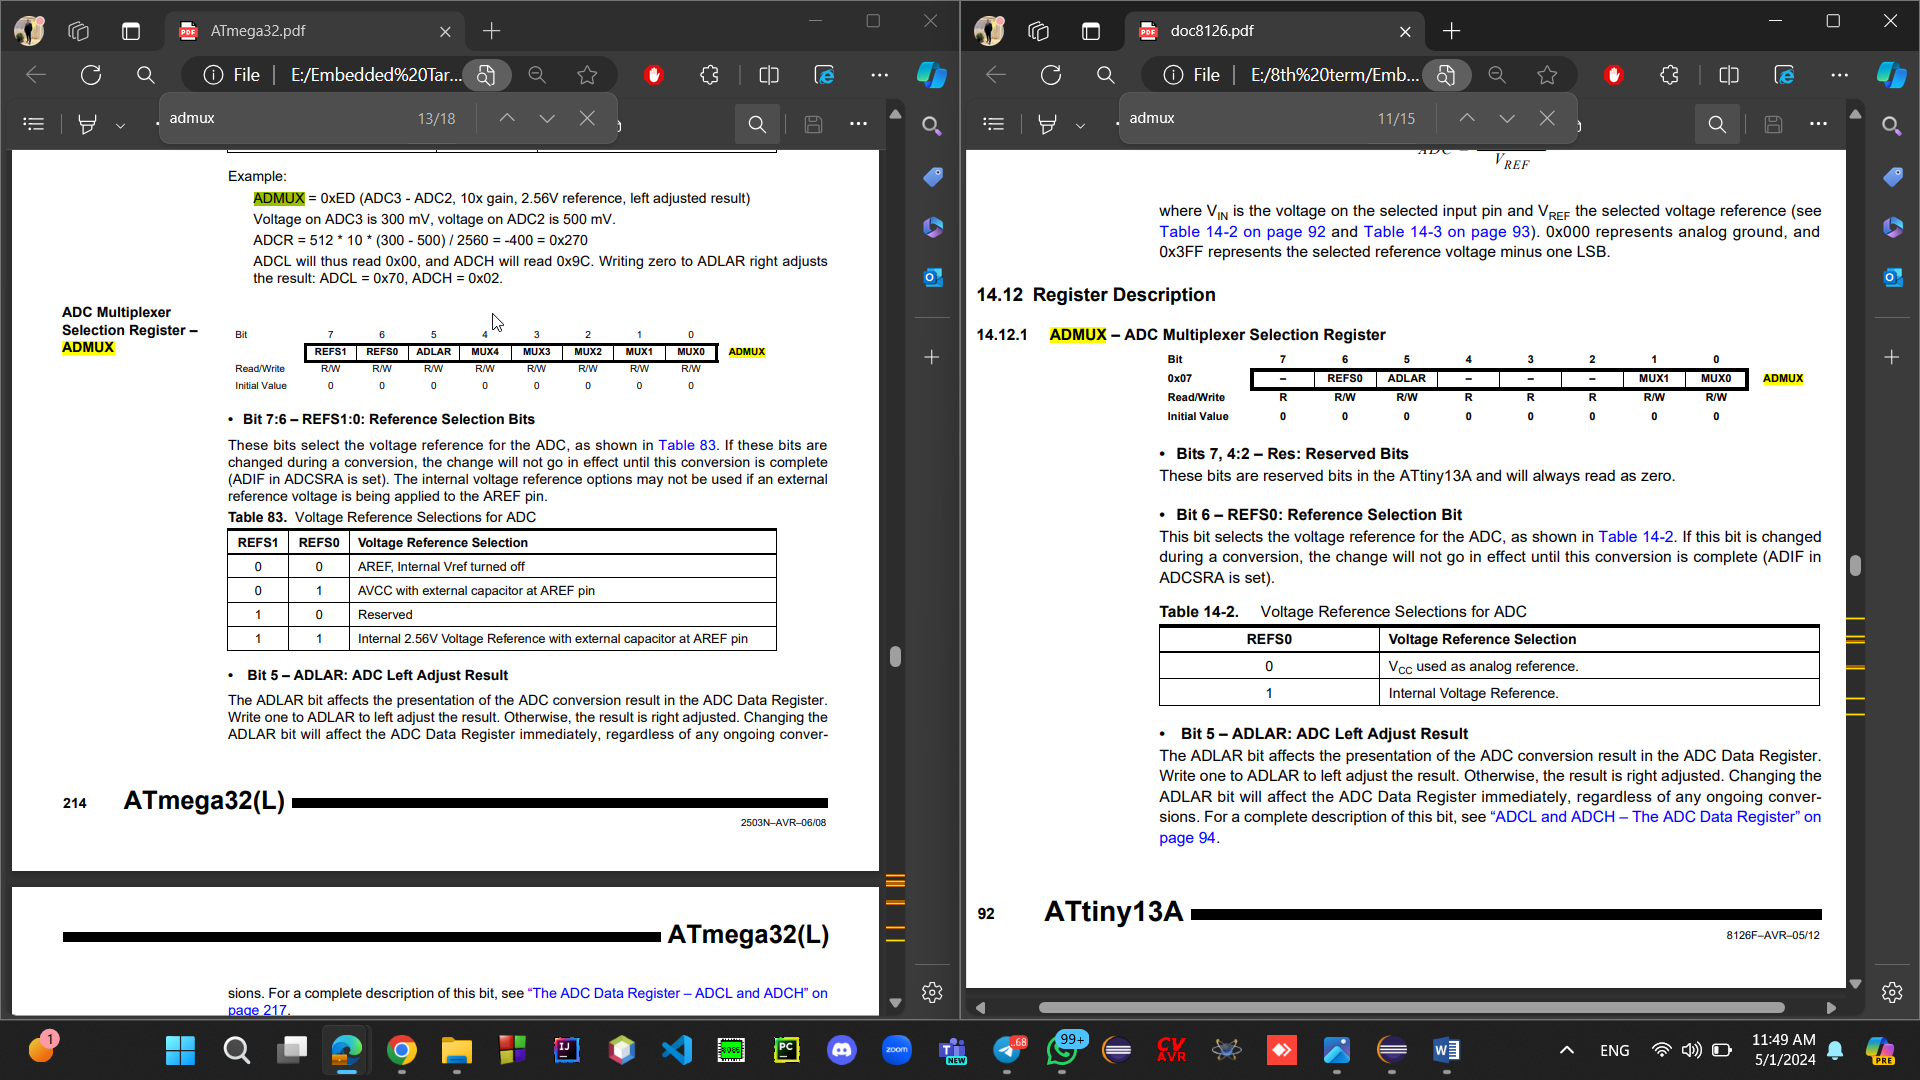 ATmega32.pdf
File
E:/Embedded%20Tar...
admux
13/18
Example:
ADMUX = 0xED (ADC3 - ADC2, 10x gain, 2.56V reference, left adjusted result)
Voltage on ADC3 is 300 mV, voltage on ADC2 is 500 mV.
ADCR = 512 * 10 * (300 - 500) / 2560 = -400 = 0x270
ADCL will thus read 0x00, and ADCH will read 0x9C. Writing zero to ADLAR right adjusts
the result: ADCL = 0x70, ADCH = 0x02.
ADC Multiplexer
Selection Register –
ADMUX
Bit 7 6 5 4 3 2 1 0
REFS1 REFS0 ADLAR MUX4 MUX3 MUX2 MUX1 MUX0 ADMUX
Read/Write R/W R/W R/W R/W R/W R/W R/W R/W
Initial Value 0 0 0 0 0 0 0 0
• Bit 7:6 – REFS1:0: Reference Selection Bits
These bits select the voltage reference for the ADC, as shown in Table 83. If these bits are
changed during a conversion, the change will not go in effect until this conversion is complete
(ADIF in ADCSRA is set). The internal voltage reference options may not be used if an external
reference voltage is being applied to the AREF pin.
Table 83. Voltage Reference Selections for ADC
REFS1 REFS0 Voltage Reference Selection
0 0 AREF, Internal Vref turned off
0 1 AVCC with external capacitor at AREF pin
1 0 Reserved
1 1 Internal 2.56V Voltage Reference with external capacitor at AREF pin
• Bit 5 – ADLAR: ADC Left Adjust Result
The ADLAR bit affects the presentation of the ADC conversion result in the ADC Data Register.
Write one to ADLAR to left adjust the result. Otherwise, the result is right adjusted. Changing the
ADLAR bit will affect the ADC Data Register immediately, regardless of any ongoing conver-
214 ATmega32(L)
2503N–AVR–06/08
ATmega32(L)
sions. For a complete description of this bit, see “The ADC Data Register – ADCL and ADCH” on
page 217.
doc8126.pdf
File
E:/8th%20term/Emb...
admux
11/15
VREF
where VIN is the voltage on the selected input pin and VREF the selected voltage reference (see
Table 14-2 on page 92 and Table 14-3 on page 93). 0x000 represents analog ground, and
0x3FF represents the selected reference voltage minus one LSB.
14.12 Register Description
14.12.1 ADMUX – ADC Multiplexer Selection Register
Bit 7 6 5 4 3 2 1 0
0x07 – REFS0 ADLAR – – – MUX1 MUX0 ADMUX
Read/Write R R/W R/W R R R R/W R/W
Initial Value 0 0 0 0 0 0 0 0
• Bits 7, 4:2 – Res: Reserved Bits
These bits are reserved bits in the ATtiny13A and will always read as zero.
• Bit 6 – REFS0: Reference Selection Bit
This bit selects the voltage reference for the ADC, as shown in Table 14-2. If this bit is changed
during a conversion, the change will not go in effect until this conversion is complete (ADIF in
ADCSRA is set).
Table 14-2. Voltage Reference Selections for ADC
REFS0 Voltage Reference Selection
0 VCC used as analog reference.
1 Internal Voltage Reference.
• Bit 5 – ADLAR: ADC Left Adjust Result
The ADLAR bit affects the presentation of the ADC conversion result in the ADC Data Register.
Write one to ADLAR to left adjust the result. Otherwise, the result is right adjusted. Changing the
ADLAR bit will affect the ADC Data Register immediately, regardless of any ongoing conver-
sions. For a complete description of this bit, see “ADCL and ADCH – The ADC Data Register” on
page 94.
92 ATtiny13A
8126F–AVR–05/12
1
IJ
8086
PC
zoom
NEW
68
99+
CV
AVR
W
ENG
11:49 AM
5/1/2024
PRE